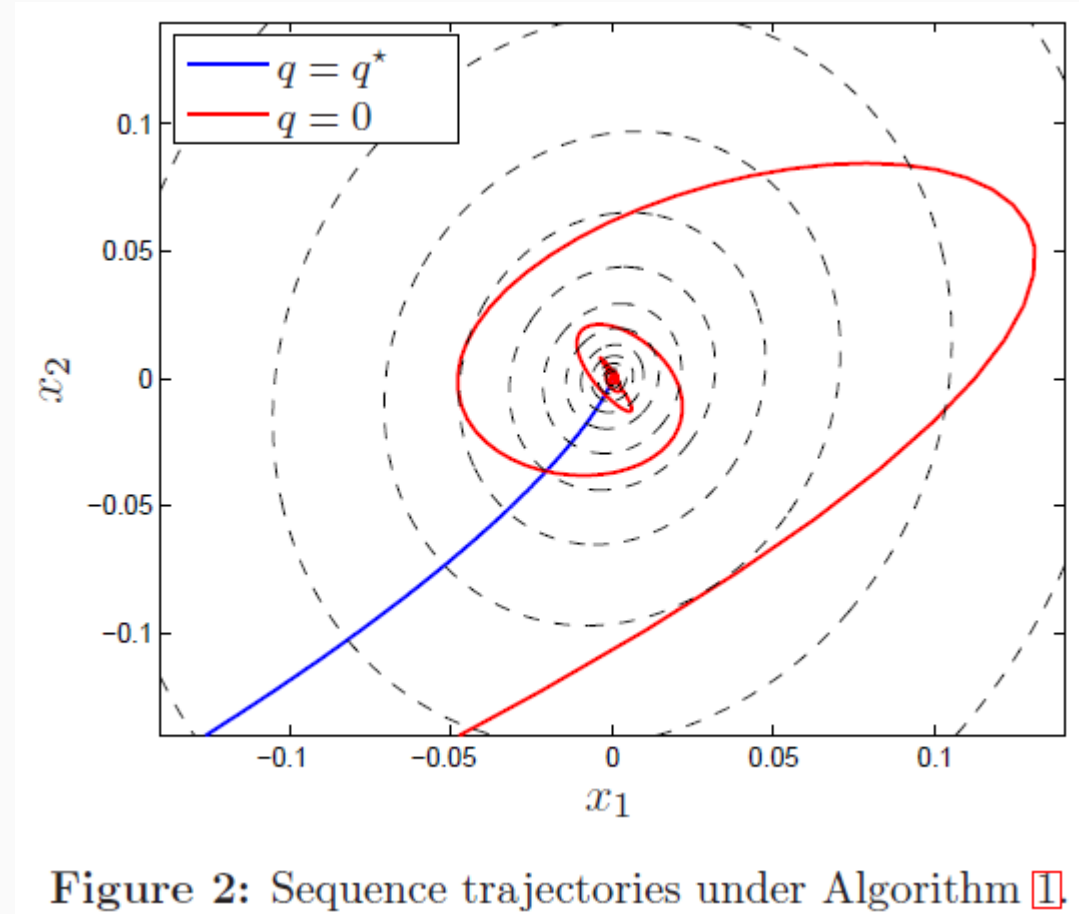 q = q⋆
q = 0
0.1
0.05
0
−0.05
−0.1
x2
−0.1
−0.05
0
0.05
0.1
x1
Figure 2: Sequence trajectories under Algorithm 1.